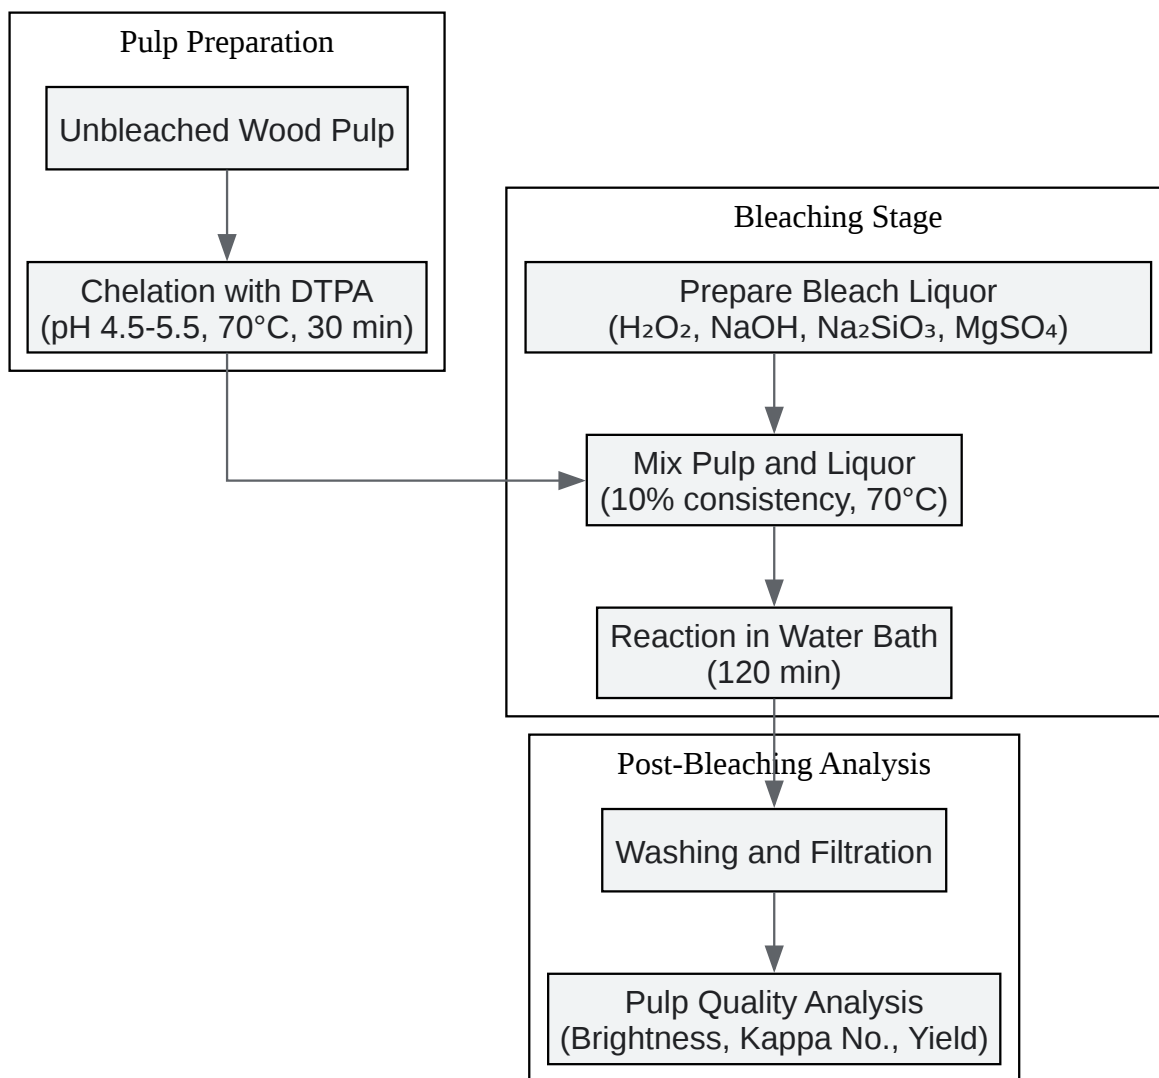 Pulp Preparation
Unbleached Wood Pulp
Chelation with DTPA
(pH 4.5-5.5, 70°C, 30 min)
Bleaching Stage
Prepare Bleach Liquor
(H₂O₂, NaOH, Na₂SiO₃, MgSO₄)
Mix Pulp and Liquor
(10% consistency, 70°C)
Reaction in Water Bath
(120 min)
Post-Bleaching Analysis
Washing and Filtration
Pulp Quality Analysis
(Brightness, Kappa No., Yield)